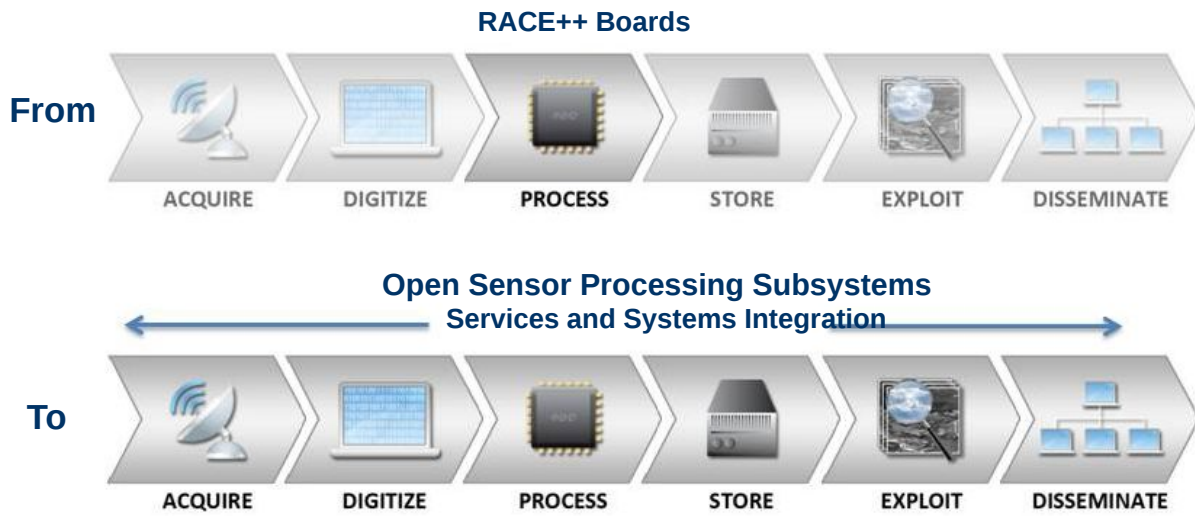 RACE++ Boards
From
ACQUIRE
DIGITIZE
PROCESS
STORE
EXPLOIT
DISSEMINATE
Open Sensor Processing Subsystems
Services and Systems Integration
To
ACQUIRE
DIGITIZE
PROCESS
STORE
EXPLOIT
DISSEMINATE